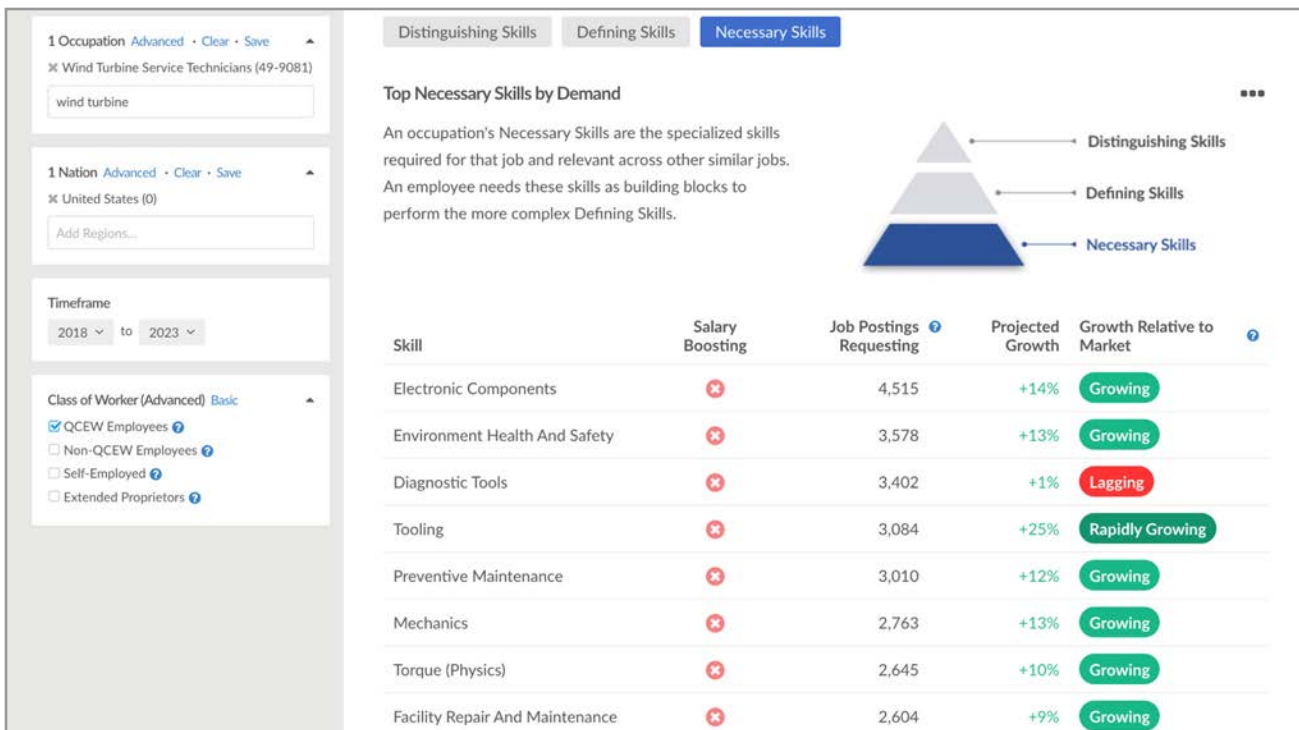 1 Occupation Advanced · Clear · Save
Wind Turbine Service Technicians (49-9081)
wind turbine
1 Nation Advanced · Clear · Save
United States (0)
Add Regions...
Timeframe
2018 to 2023
Class of Worker (Advanced) Basic
QCEW Employees
Non-QCEW Employees
Self-Employed
Extended Proprietors
Distinguishing Skills Defining Skills Necessary Skills
Top Necessary Skills by Demand
An occupation's Necessary Skills are the specialized skills
required for that job and relevant across other similar jobs.
An employee needs these skills as building blocks to
perform the more complex Defining Skills.
Distinguishing Skills
Defining Skills
Necessary Skills
Skill Salary Boosting Job Postings Requesting Projected Growth Growth Relative to Market
Electronic Components 4,515 +14% Growing
Environment Health And Safety 3,578 +13% Growing
Diagnostic Tools 3,402 +1% Lagging
Tooling 3,084 +25% Rapidly Growing
Preventive Maintenance 3,010 +12% Growing
Mechanics 2,763 +13% Growing
Torque (Physics) 2,645 +10% Growing
Facility Repair And Maintenance 2,604 +9% Growing